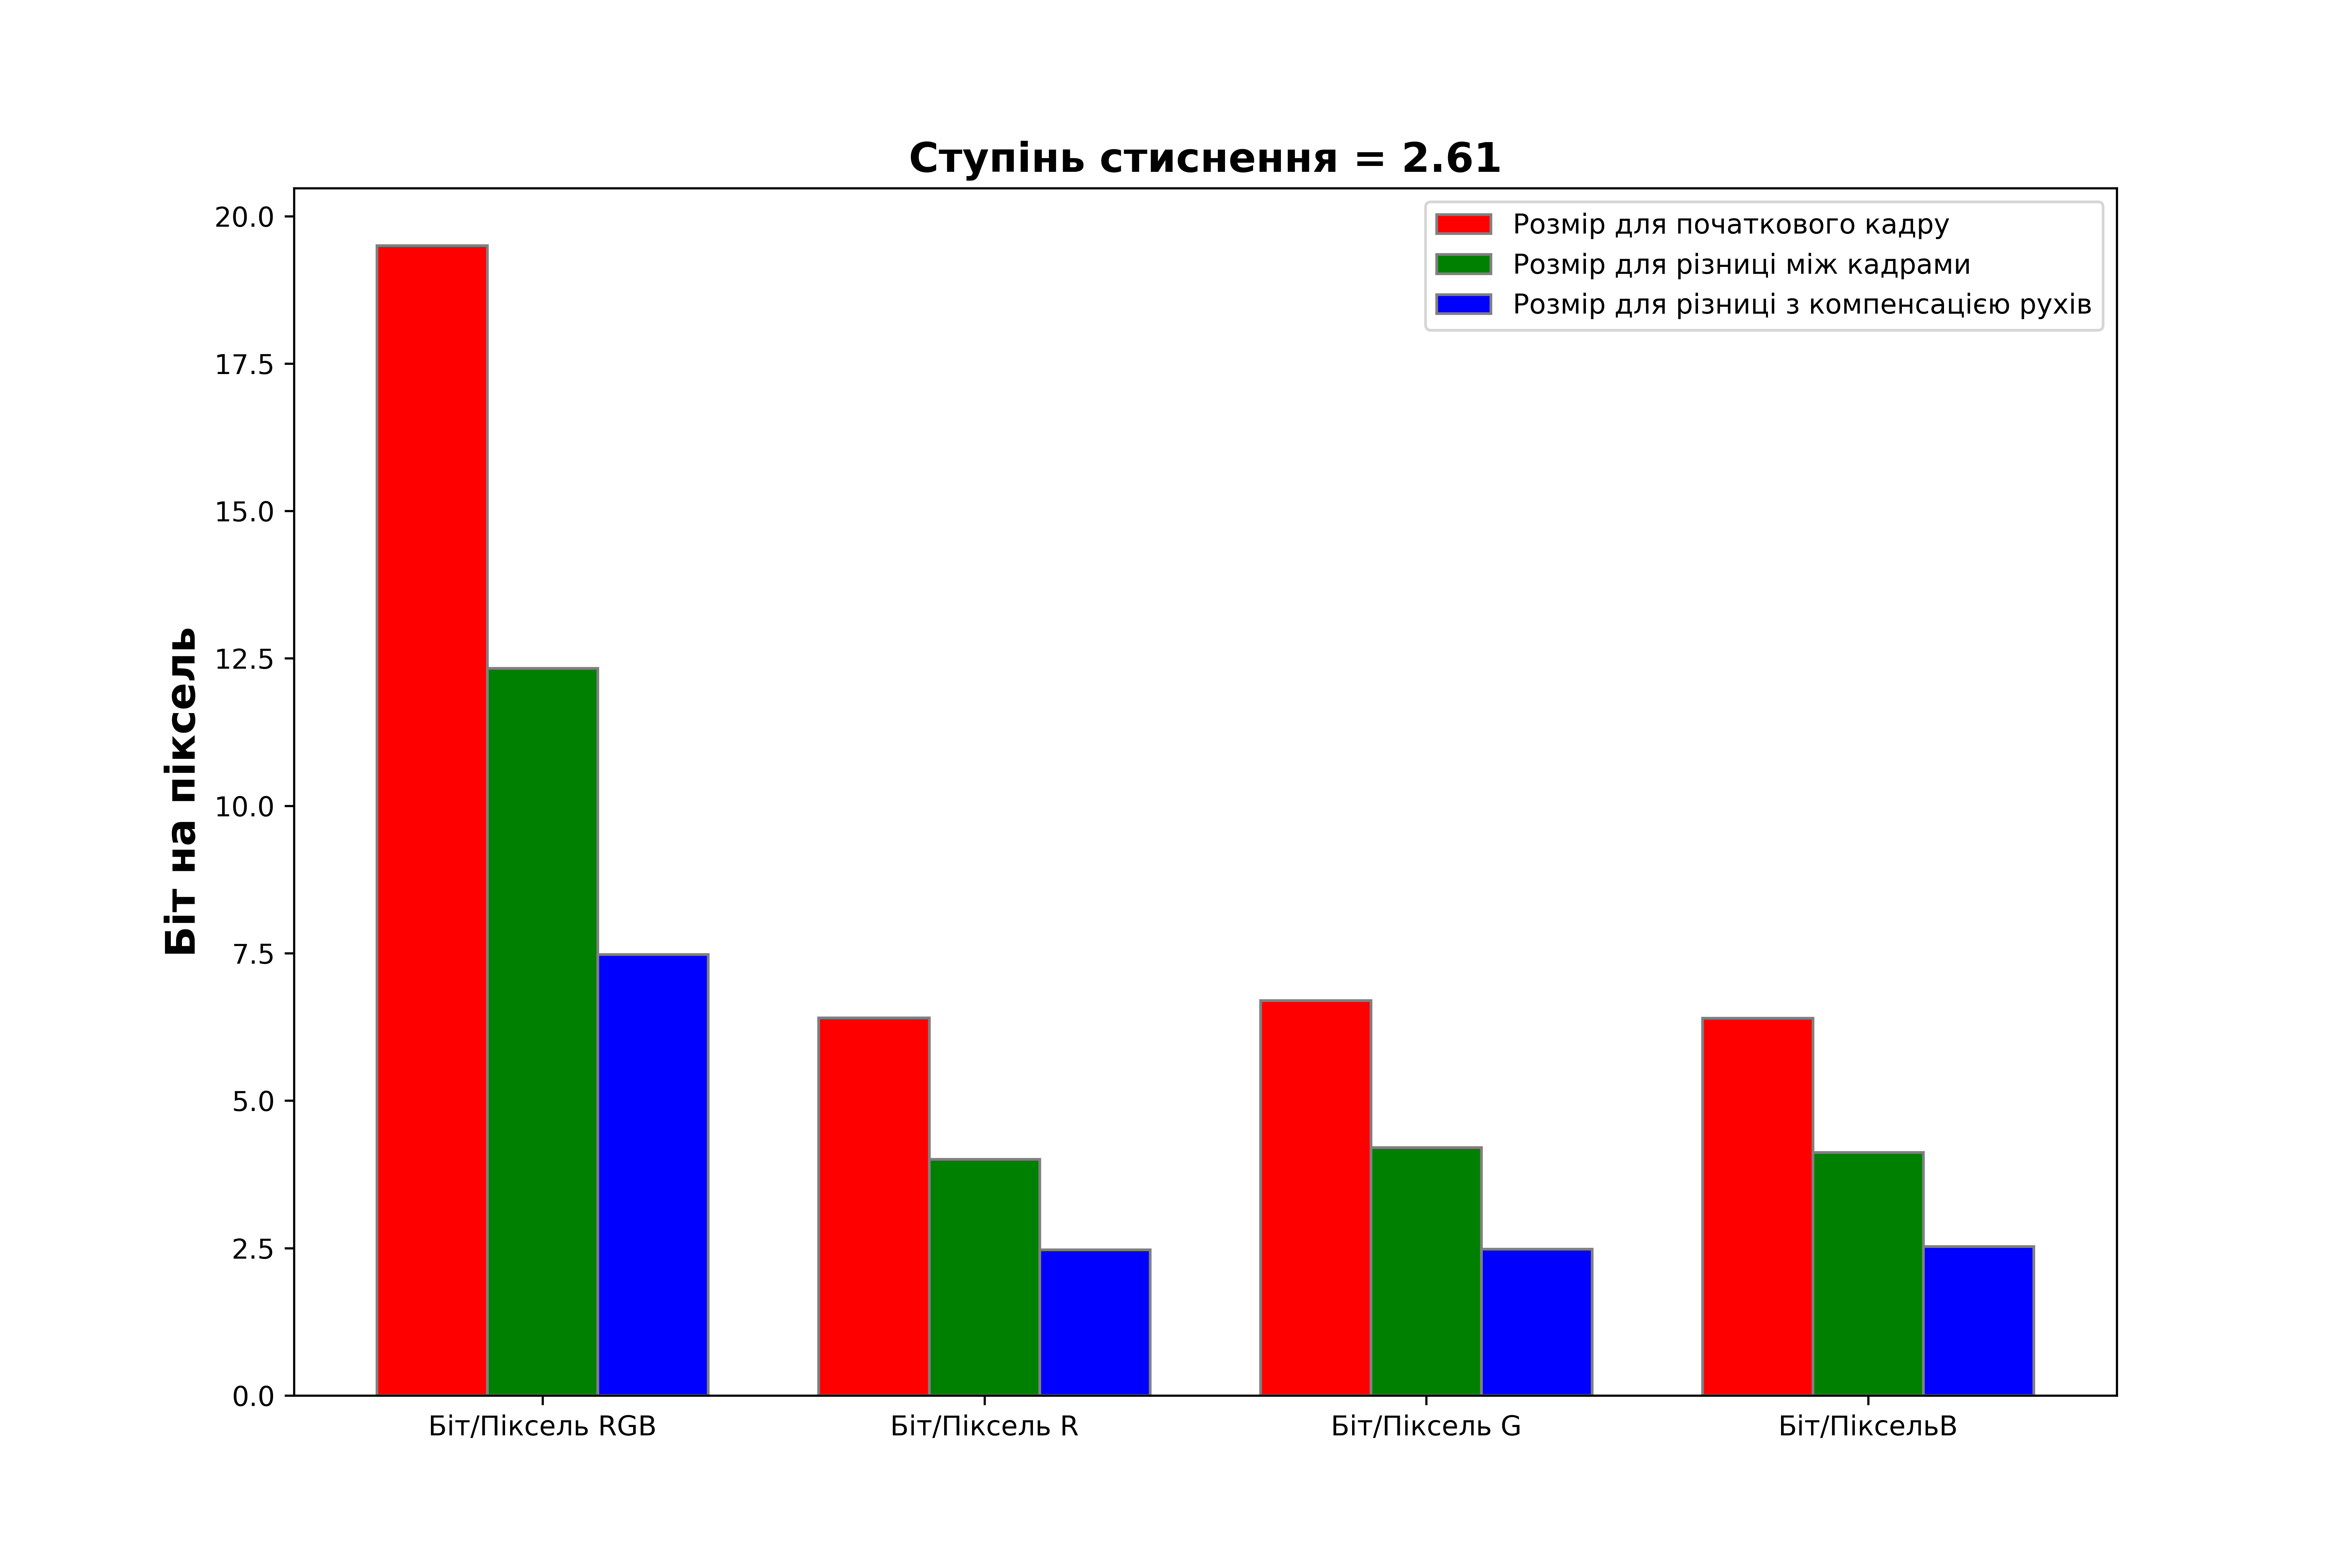 Ступінь стиснення = 2.61
Розмір для початкового кадру
Розмір для різниці між кадрами
Розмір для різниці з компенсацією рухів
Біт на піксель
20.0
17.5
15.0
12.5
10.0
7.5
5.0
2.5
0.0
Біт/Піксель RGB
Біт/Піксель R
Біт/Піксель G
Біт/ПіксельB